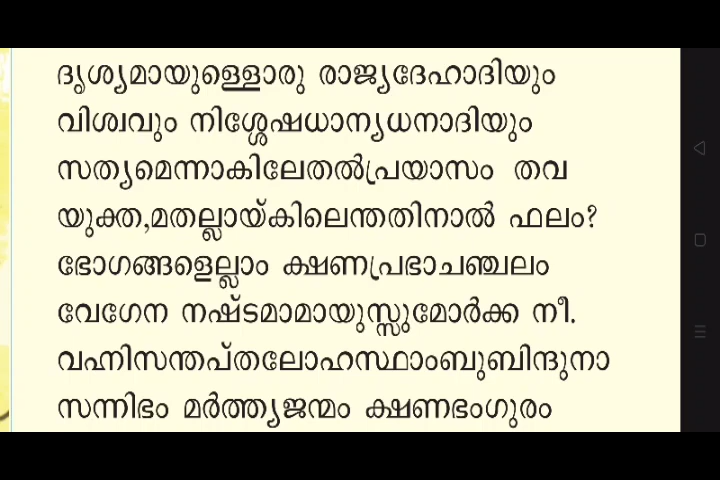 ദൃശ്യമായുള്ളൊരു രാജ്യദേഹാദിയും
വിശ്വവും നിശ്ശേഷധാന്യധനാദിയും
സത്യമെന്നാകിലേതൽപ്രയാസം തവ
യുക്ത,മതല്ലായ്കിലെന്തതിനാൽ ഫലം?
ഭോഗങ്ങളെല്ലാം ക്ഷണപ്രഭാചഞ്ചലം
വേഗേന നഷ്ടമാമായുസ്സുമോർക്ക നീ.
വഹ്നിസന്തപ്തലോഹസ്ഥാംബുബിന്ദുനാ
സന്നിഭം മർത്ത്യജന്മം ക്ഷണഭംഗുരം